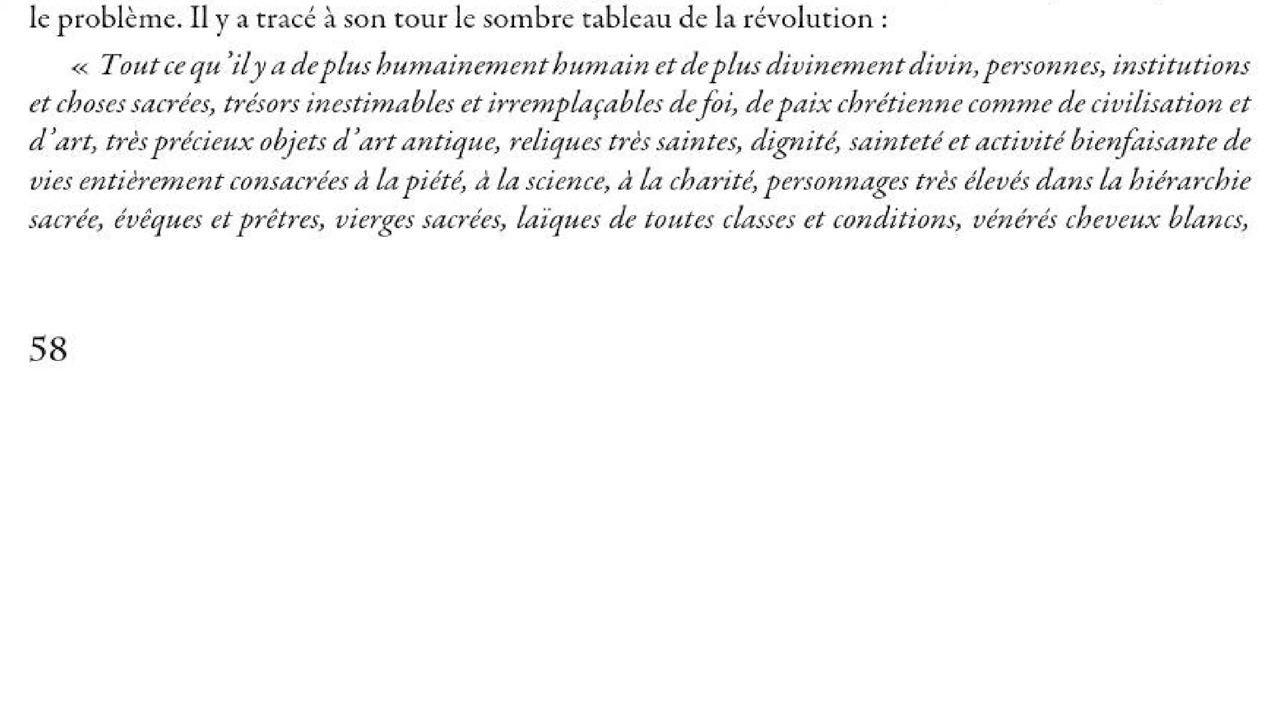 le problème. Il y a tracé à son tour le sombre tableau de la révolution :
« Tout ce qu'il y a de plus humainement humain et de plus divinement divin, personnes, institutions
et choses sacrées, trésors inestimables et irremplaçables de foi, de paix chrétienne comme de civilisation et
d'art, très précieux objets d'art antique, reliques très saintes, dignité, sainteté et activité bienfaisante de
vies entièrement consacrées à la piété, à la science, à la charité, personnages très élevés dans la hiérarchie
sacrée, évêques et prêtres, vierges sacrées, laïques de toutes classes et conditions, vénérés cheveux blancs,
58